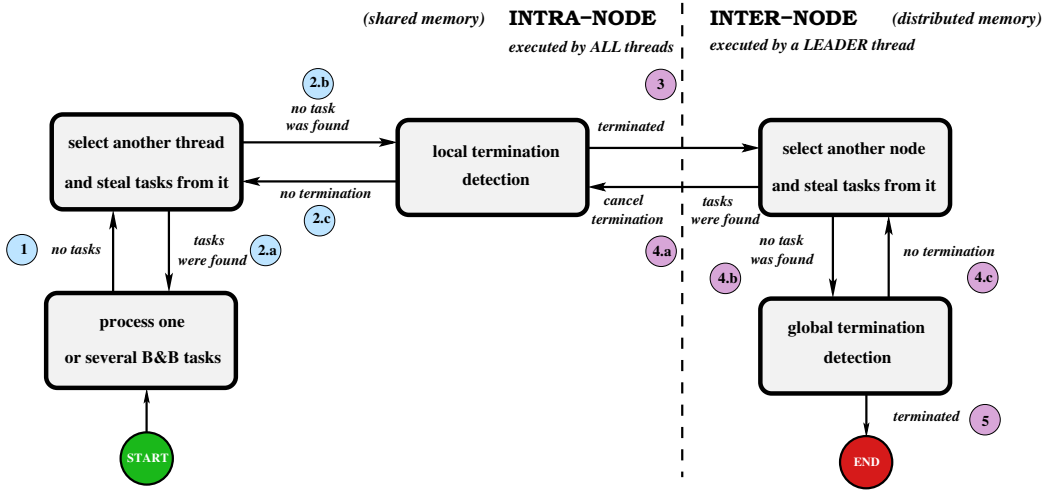 (shared memory) INTRA−NODE
executed by ALL threads
INTER−NODE (distributed memory)
executed by a LEADER thread
2.b
no task
was found
3
terminated
select another thread
and steal tasks from it
local termination
detection
select another node
and steal tasks from it
no termination
2.c
cancel
termination
4.a
tasks
were found
1
no tasks
tasks
were found
2.a
no task
was found
4.b
no termination
4.c
process one
or several B&B tasks
global termination
detection
terminated
5
START
END